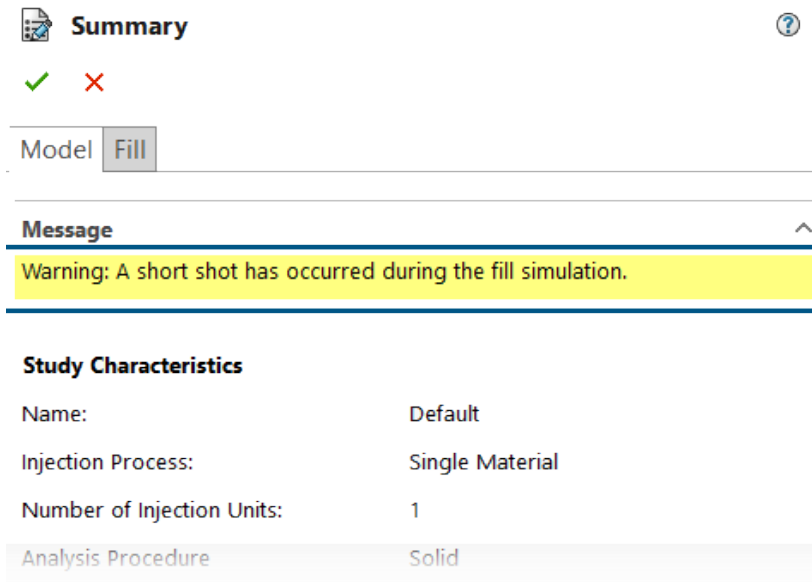 Summary
?
Model Fill
Message
Warning: A short shot has occurred during the fill simulation.
Study Characteristics
Name: Default
Injection Process: Single Material
Number of Injection Units: 1
Analysis Procedure Solid